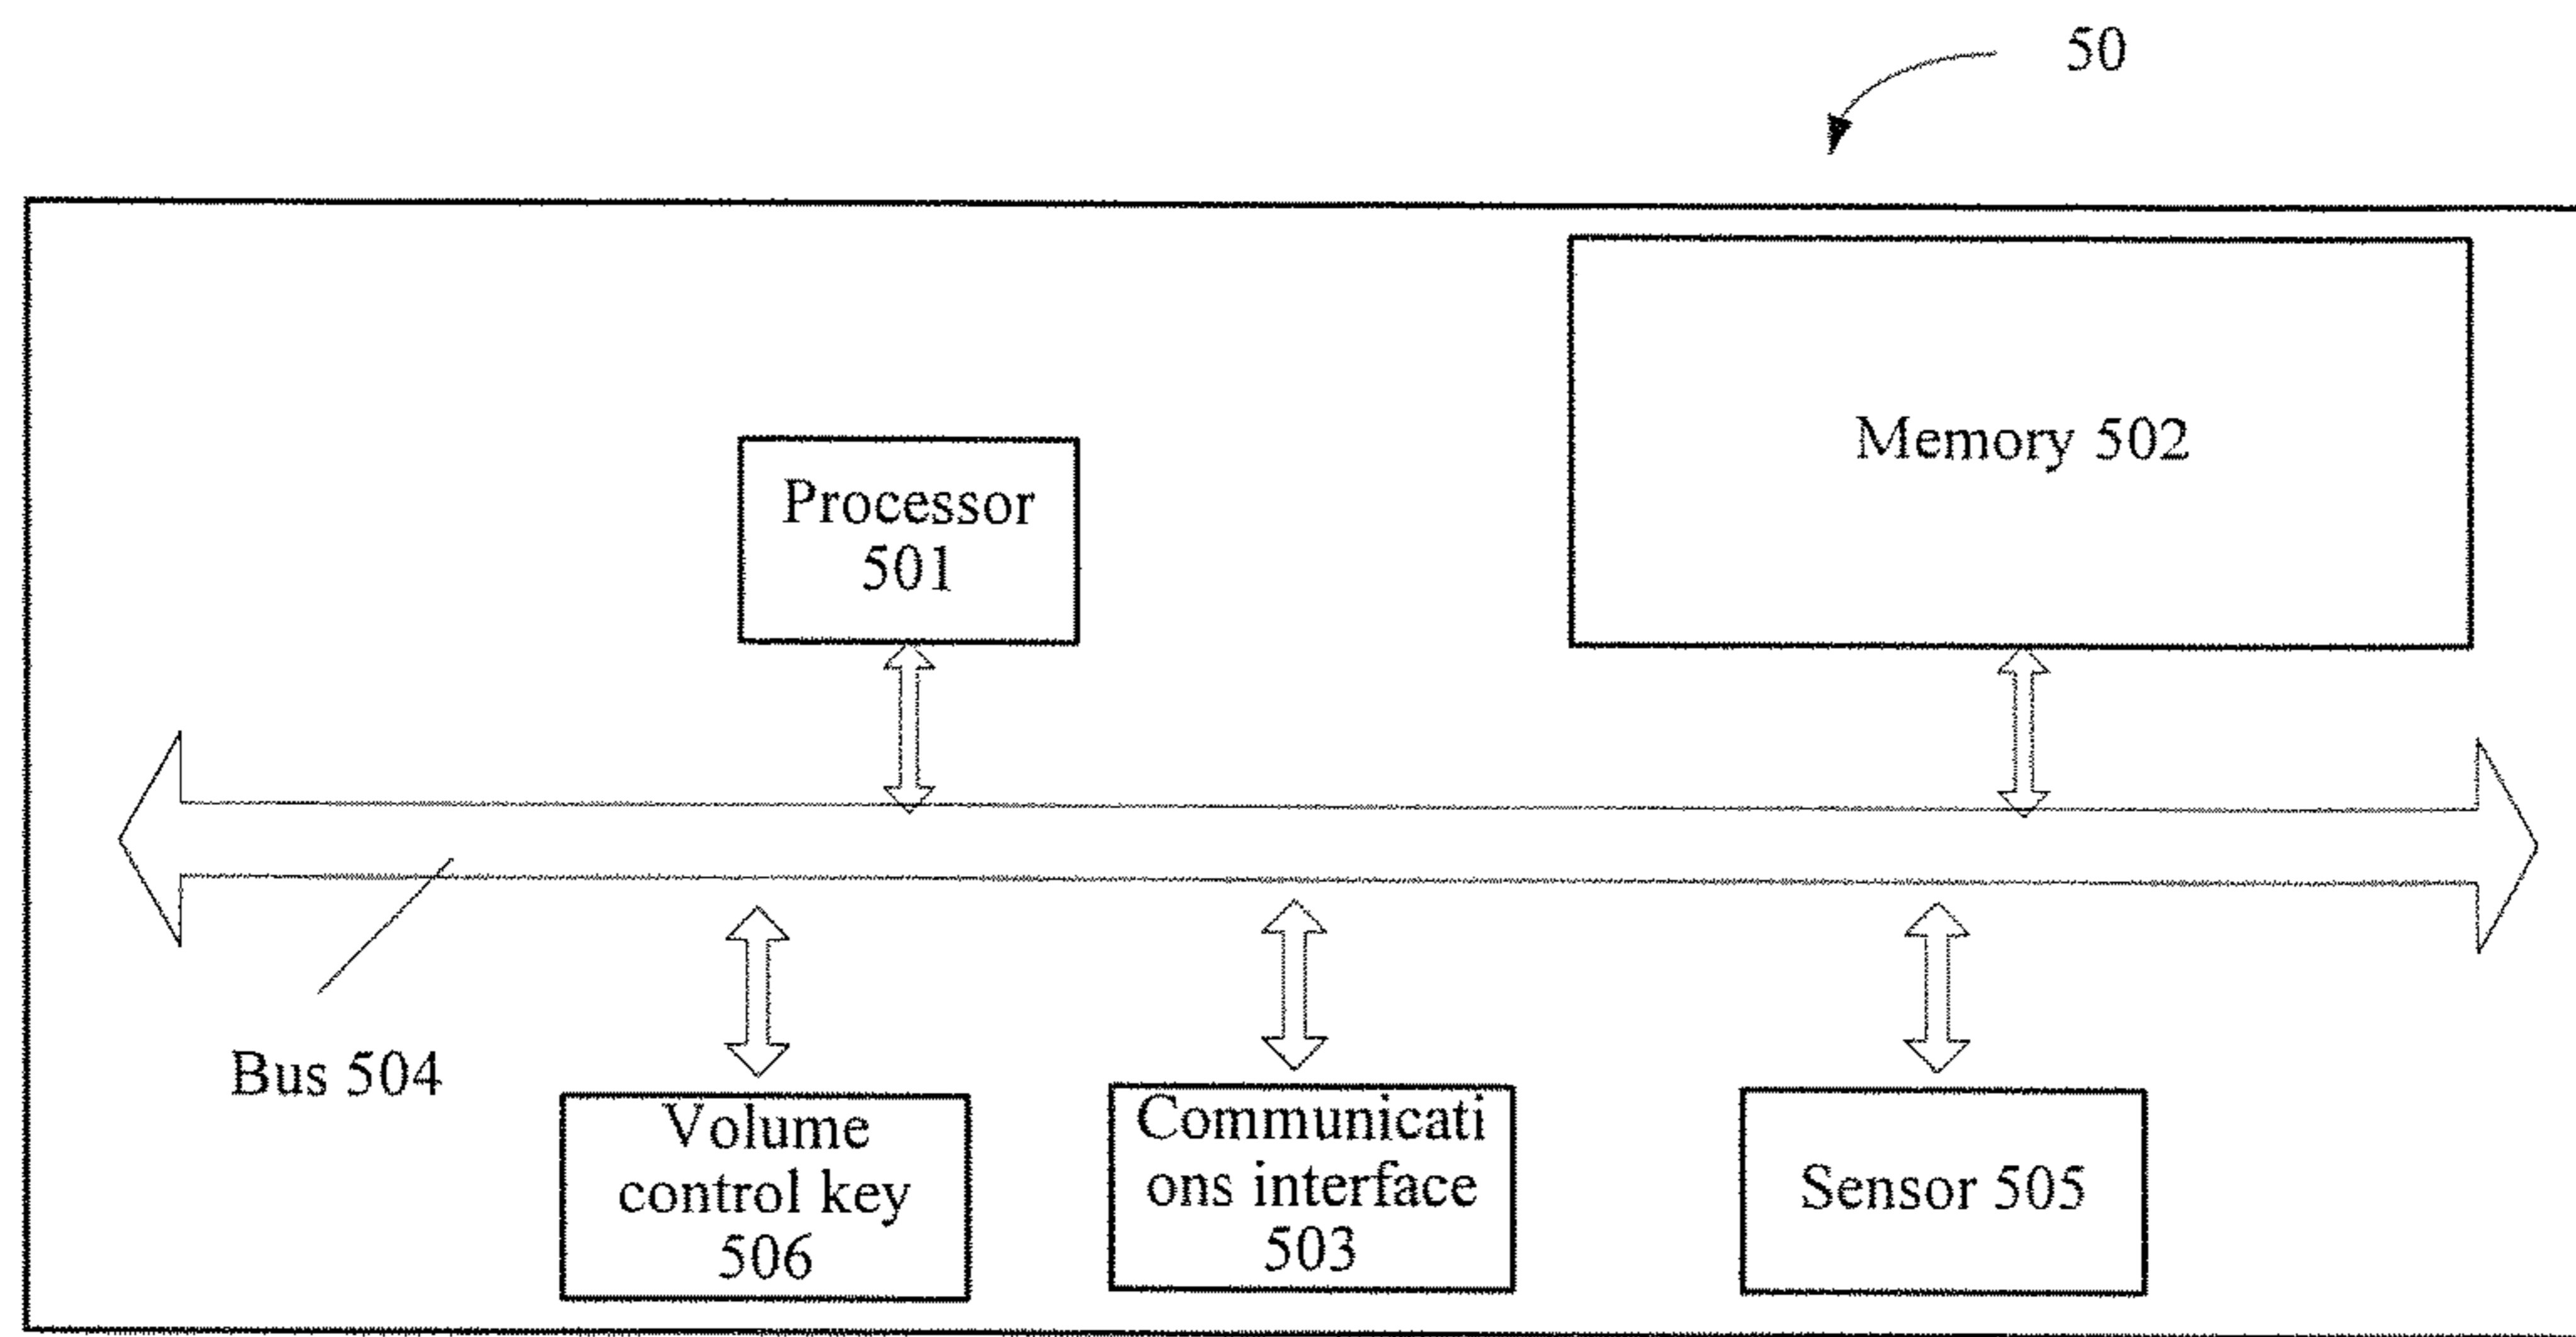 50
Memory 502
Processor
501
Bus 504
Volume
control key
506
Communicati
ons interface
503
Sensor 505